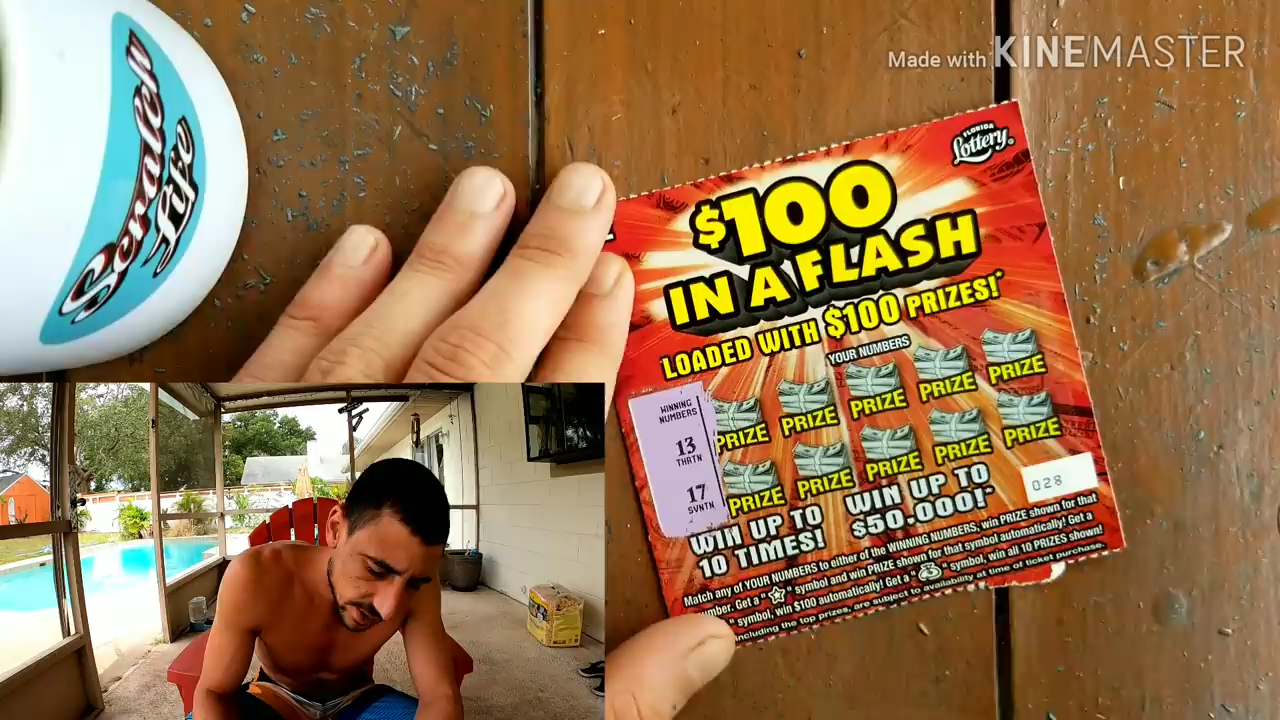 Made with KINEMASTER
Scratch
Life
FLORIDA
Lottery
$100
IN A FLASH
LOADED WITH $100 PRIZES!*
YOUR NUMBERS
WINNING
NUMBERS
13
THRTN
17
SVNTN
PRIZE PRIZE PRIZE PRIZE PRIZE
PRIZE PRIZE PRIZE PRIZE PRIZE
WIN UP TO
10 TIMES!
WIN UP TO
$50,000!*
028
Match any of YOUR NUMBERS to either of the WINNING NUMBERS, win PRIZE shown for that
number. Get a " " symbol and win PRIZE shown for that symbol automatically! Get a
" symbol, win $100 automatically! Get a " " symbol, win all 10 PRIZES shown!
including the top prizes, are subject to availability at time of ticket purchase.